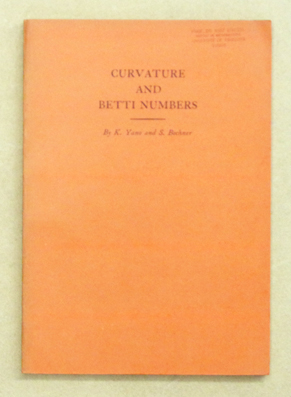 CURVATURE
AND
BETTI NUMBERS
By K. Yano and S. Bochner